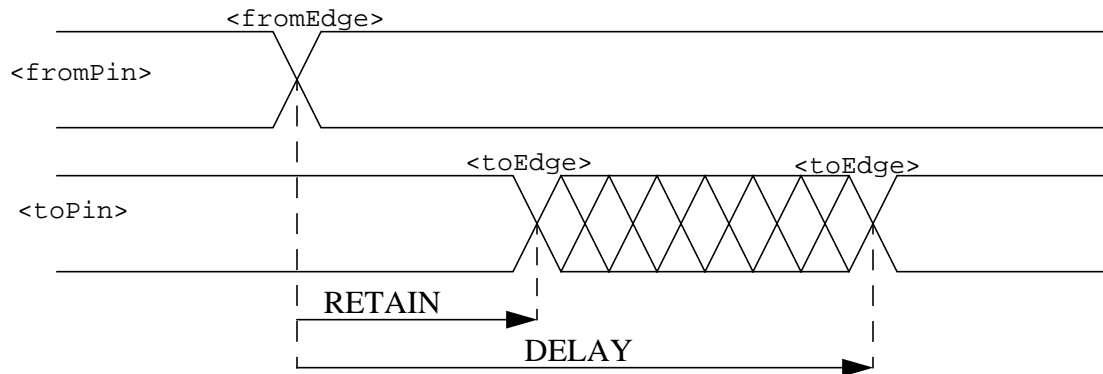 <fromEdge>
<fromPin>
<toEdge> <toEdge>
<toPin>
RETAIN
DELAY